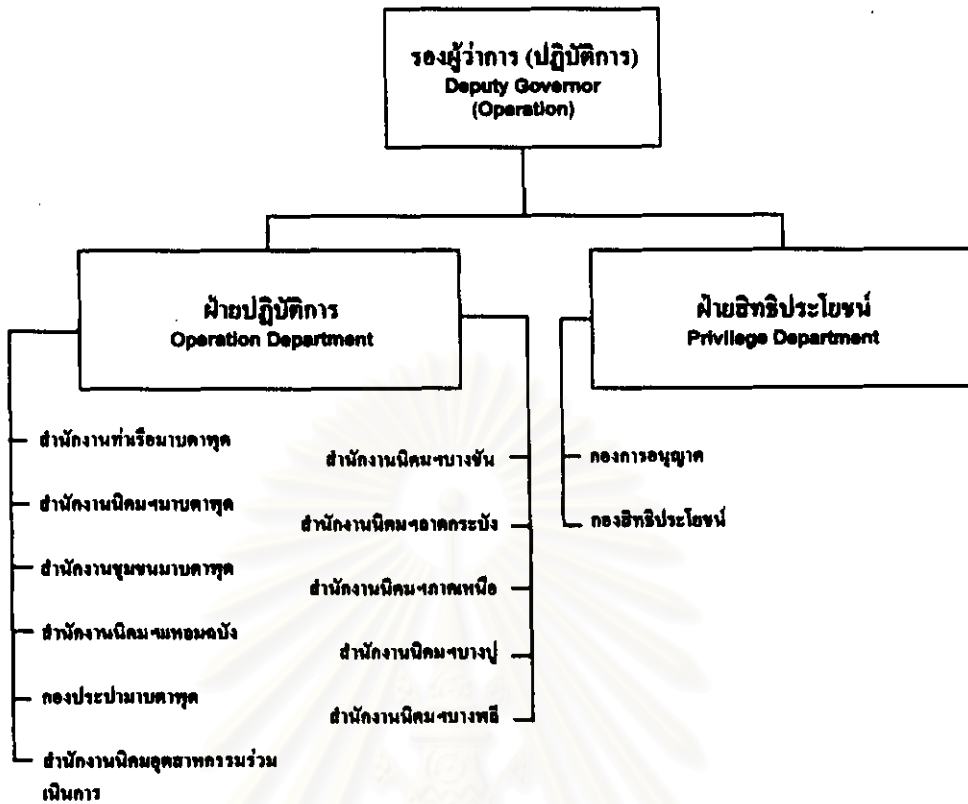 รองผู้ว่าการ (ปฏิบัติการ)
Deputy Governor
(Operation)
ฝ่ายปฏิบัติการ
Operation Department
ฝ่ายสิทธิประโยชน์
Privilege Department
สำนักงานท่าเรือมาบตาพุด
สำนักงานนิคมฯมาบตาพุด
สำนักงานชุมชนมาบตาพุด
สำนักงานนิคมฯแหลมฉบัง
กองประปามาบตาพุด
สำนักงานนิคมอุตสาหกรรมร่วม
เนินการ
สำนักงานนิคมฯบางชัน
สำนักงานนิคมฯลาดกระบัง
สำนักงานนิคมฯภาคเหนือ
สำนักงานนิคมฯบางปู
สำนักงานนิคมฯบางพลี
กองการอนุญาต
กองสิทธิประโยชน์